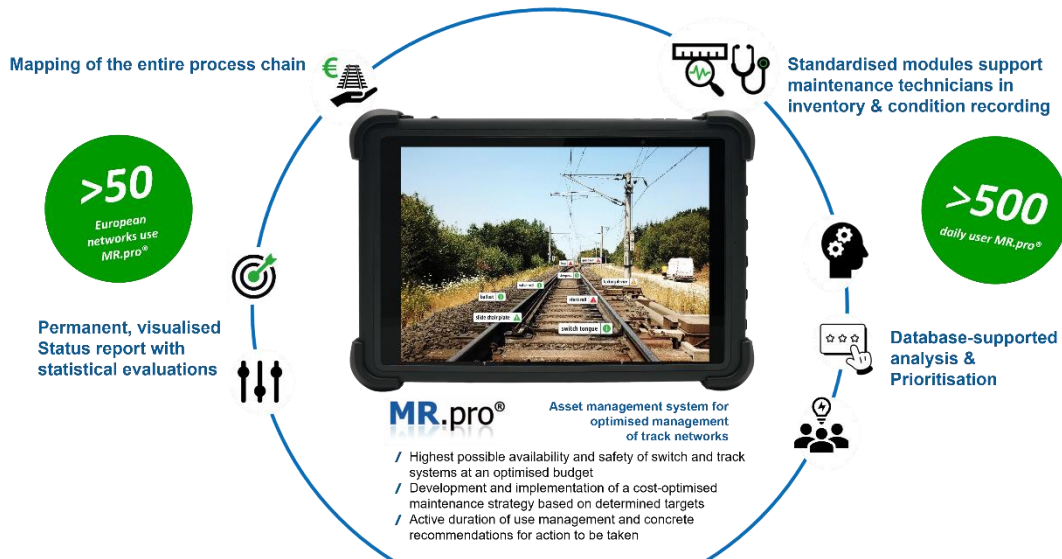 Mapping of the entire process chain
€
Standardised modules support
maintenance technicians in
inventory & condition recording
>50
European
networks use
MR.pro®
>500
daily user MR.pro®
ballast
slide chair plate
switch tongue
Permanent, visualised
Status report with
statistical evaluations
Database-supported
analysis &
Prioritisation
MR.pro®
Asset management system for
optimised management
of track networks
/ Highest possible availability and safety of switch and track
systems at an optimised budget
/ Development and implementation of a cost-optimised
maintenance strategy based on determined targets
/ Active duration of use management and concrete
recommendations for action to be taken